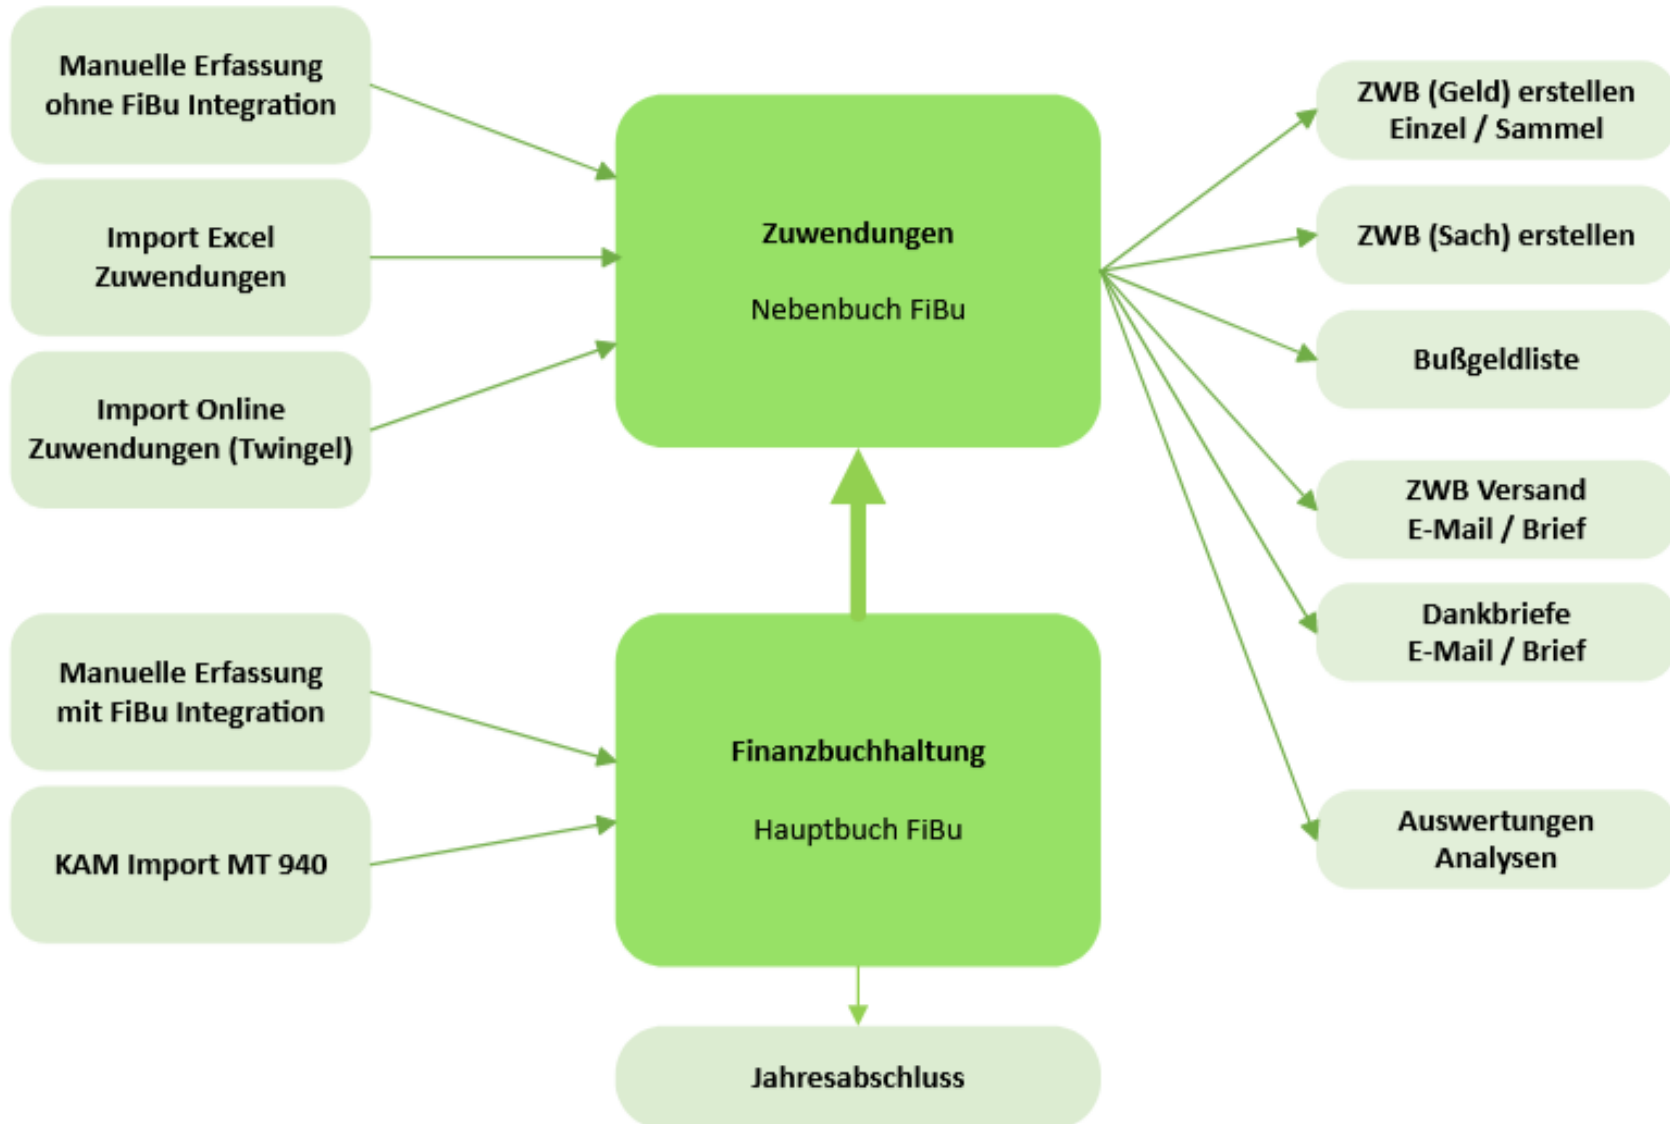 Manuelle Erfassung
ohne FiBu Integration
Import Excel
Zuwendungen
Import Online
Zuwendungen (Twingel)
Manuelle Erfassung
mit FiBu Integration
KAM Import MT 940
Zuwendungen
Nebenbuch FiBu
Finanzbuchhaltung
Hauptbuch FiBu
Jahresabschluss
ZWB (Geld) erstellen
Einzel / Sammel
ZWB (Sach) erstellen
Bußgeldliste
ZWB Versand
E-Mail / Brief
Dankbriefe
E-Mail / Brief
Auswertungen
Analysen